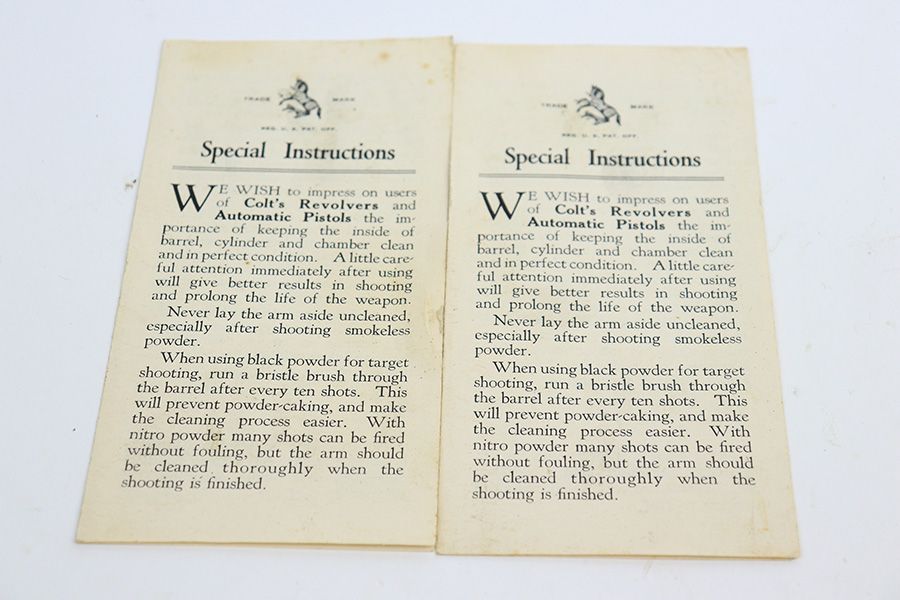 TRADE MARK
REG. U. S. PAT. OFF.
Special Instructions
WE WISH to impress on users
of Colt's Revolvers and
Automatic Pistols the im-
portance of keeping the inside of
barrel, cylinder and chamber clean
and in perfect condition. A little care-
ful attention immediately after using
will give better results in shooting
and prolong the life of the weapon.
Never lay the arm aside uncleaned,
especially after shooting smokeless
powder.
When using black powder for target
shooting, run a bristle brush through
the barrel after every ten shots. This
will prevent powder-caking, and make
the cleaning process easier. With
nitro powder many shots can be fired
without fouling, but the arm should
be cleaned thoroughly when the
shooting is finished.
TRADE MARK
REG. U. S. PAT. OFF.
Special Instructions
WE WISH to impress on users
of Colt's Revolvers and
Automatic Pistols the im-
portance of keeping the inside of
barrel, cylinder and chamber clean
and in perfect condition. A little care-
ful attention immediately after using
will give better results in shooting
and prolong the life of the weapon.
Never lay the arm aside uncleaned,
especially after shooting smokeless
powder.
When using black powder for target
shooting, run a bristle brush through
the barrel after every ten shots. This
will prevent powder-caking, and make
the cleaning process easier. With
nitro powder many shots can be fired
without fouling, but the arm should
be cleaned thoroughly when the
shooting is finished.